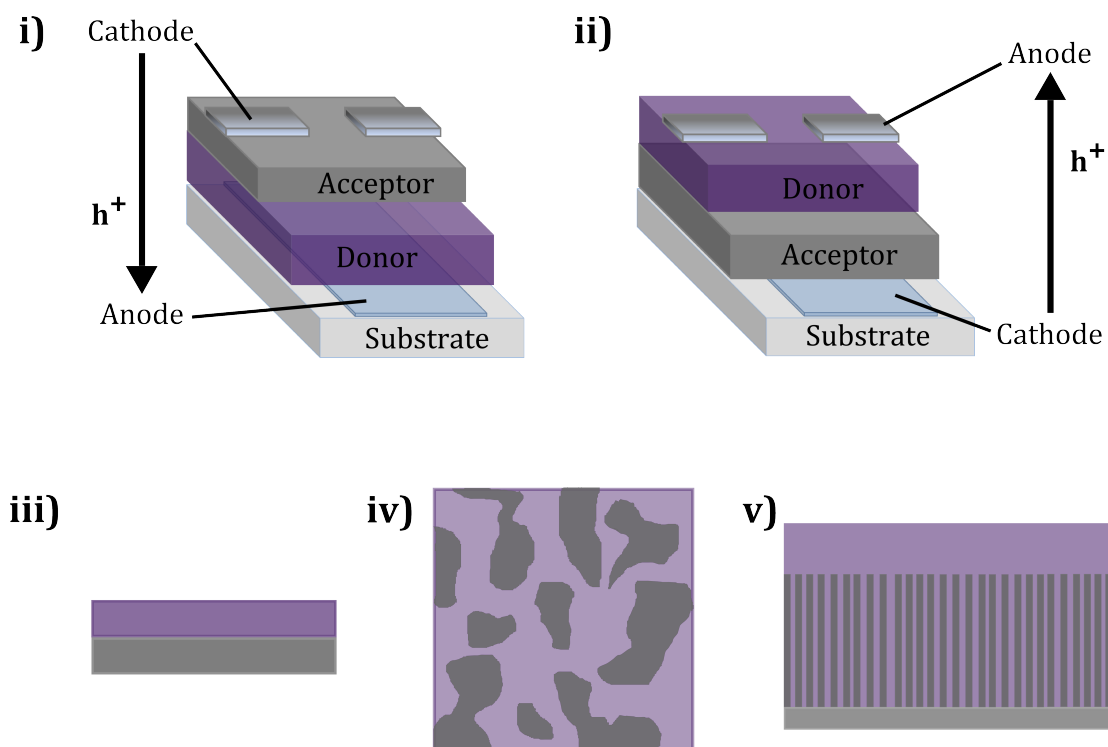 i)
Cathode
Acceptor
h+
Donor
Anode
Substrate
ii)
Anode
h+
Donor
Acceptor
Substrate
Cathode
iii)
iv)
v)